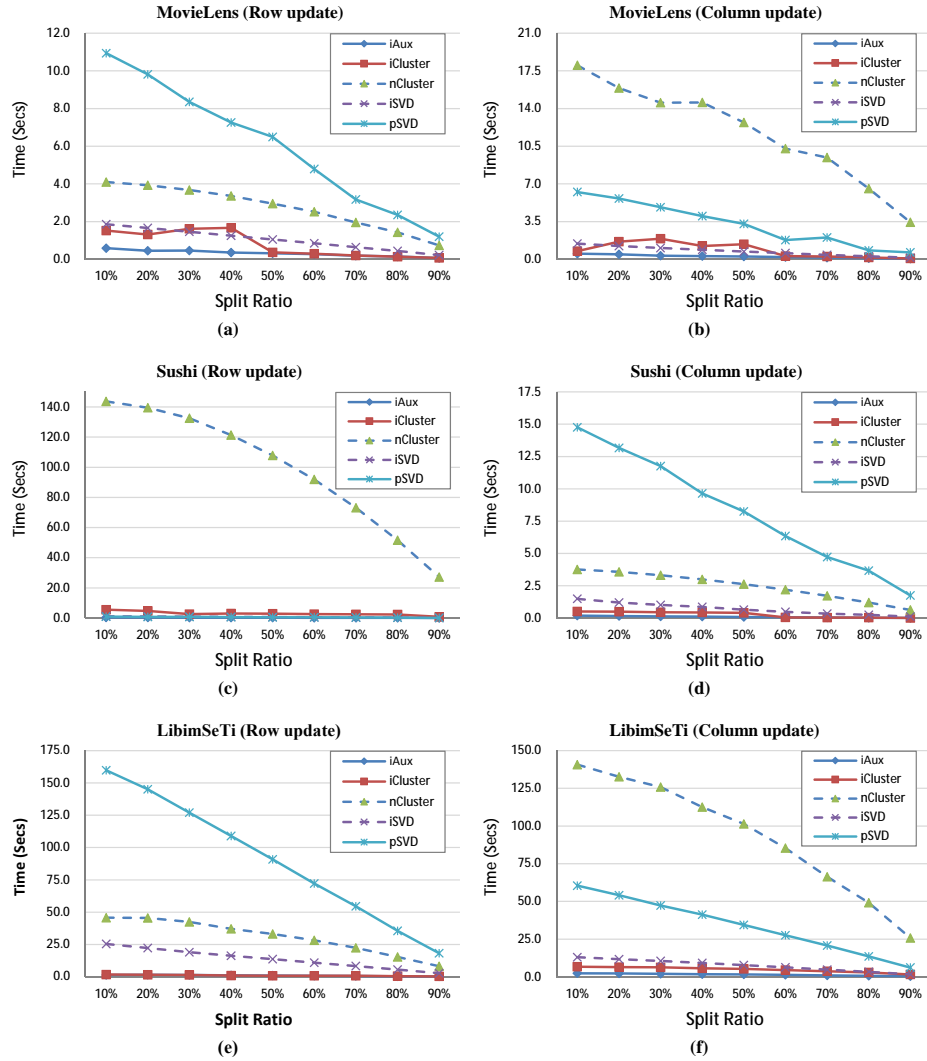 MovieLens (Row update)
12.0
10.0
8.0
6.0
4.0
2.0
0.0
Time (Secs)
iAux
iCluster
nCluster
iSVD
pSVD
10% 20% 30% 40% 50% 60% 70% 80% 90%
Split Ratio
(a)
MovieLens (Column update)
21.0
17.5
14.0
10.5
7.0
3.5
0.0
Time (Secs)
iAux
iCluster
nCluster
iSVD
pSVD
10% 20% 30% 40% 50% 60% 70% 80% 90%
Split Ratio
(b)
Sushi (Row update)
140.0
120.0
100.0
80.0
60.0
40.0
20.0
0.0
Time (Secs)
iAux
iCluster
nCluster
iSVD
pSVD
10% 20% 30% 40% 50% 60% 70% 80% 90%
Split Ratio
(c)
Sushi (Column update)
17.5
15.0
12.5
10.0
7.5
5.0
2.5
0.0
Time (Secs)
iAux
iCluster
nCluster
iSVD
pSVD
10% 20% 30% 40% 50% 60% 70% 80% 90%
Split Ratio
(d)
LibimSeTi (Row update)
175.0
150.0
125.0
100.0
75.0
50.0
25.0
0.0
Time (Secs)
iAux
iCluster
nCluster
iSVD
pSVD
10% 20% 30% 40% 50% 60% 70% 80% 90%
Split Ratio
(e)
LibimSeTi (Column update)
150.0
125.0
100.0
75.0
50.0
25.0
0.0
Time (Secs)
iAux
iCluster
nCluster
iSVD
pSVD
10% 20% 30% 40% 50% 60% 70% 80% 90%
Split Ratio
(f)